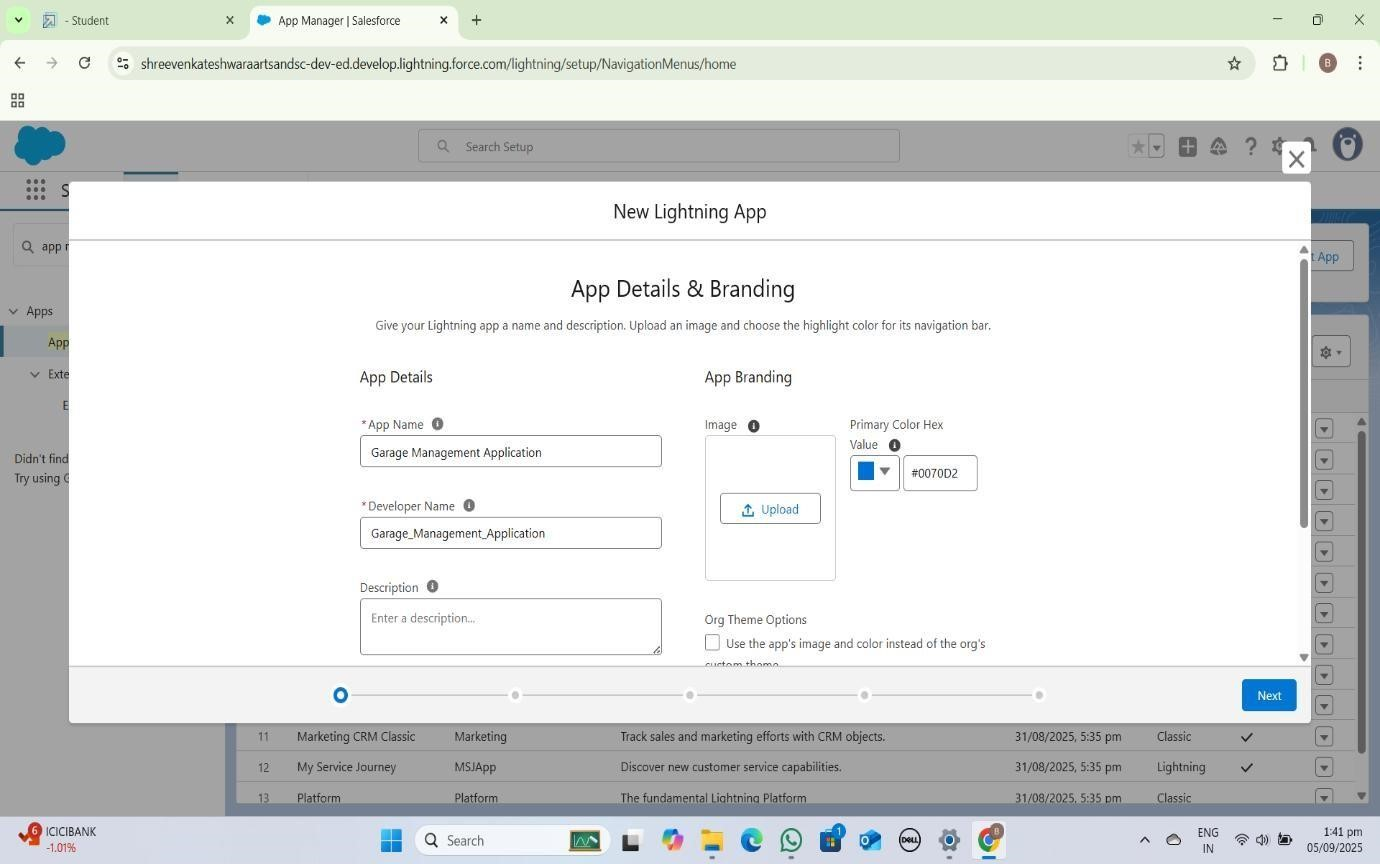 - Student
App Manager | Salesforce
shreevenkateshwaraartsandsc-dev-ed.develop.lightning.force.com/lightning/setup/NavigationMenus/home
B
Search Setup
S
New Lightning App
app r
t App
App Details & Branding
Apps
Give your Lightning app a name and description. Upload an image and choose the highlight color for its navigation bar.
App
Exte
App Details
App Branding
E
*App Name
Image
Primary Color Hex
Value
Garage Management Application
#0070D2
Didn't find
Try using G
*Developer Name
Upload
Garage_Management_Application
Description
Enter a description...
Org Theme Options
Use the app's image and color instead of the org's
custom theme
Next
11 Marketing CRM Classic Marketing Track sales and marketing efforts with CRM objects. 31/08/2025, 5:35 pm Classic
12 My Service Journey MSJApp Discover new customer service capabilities. 31/08/2025, 5:35 pm Lightning
13 Platform Platform The fundamental Lightning Platform 31/08/2025, 5:35 pm Classic
6
ICICIBANK
-1.01%
Search
1
DELL
B
ENG
IN
1:41 pm
05/09/2025